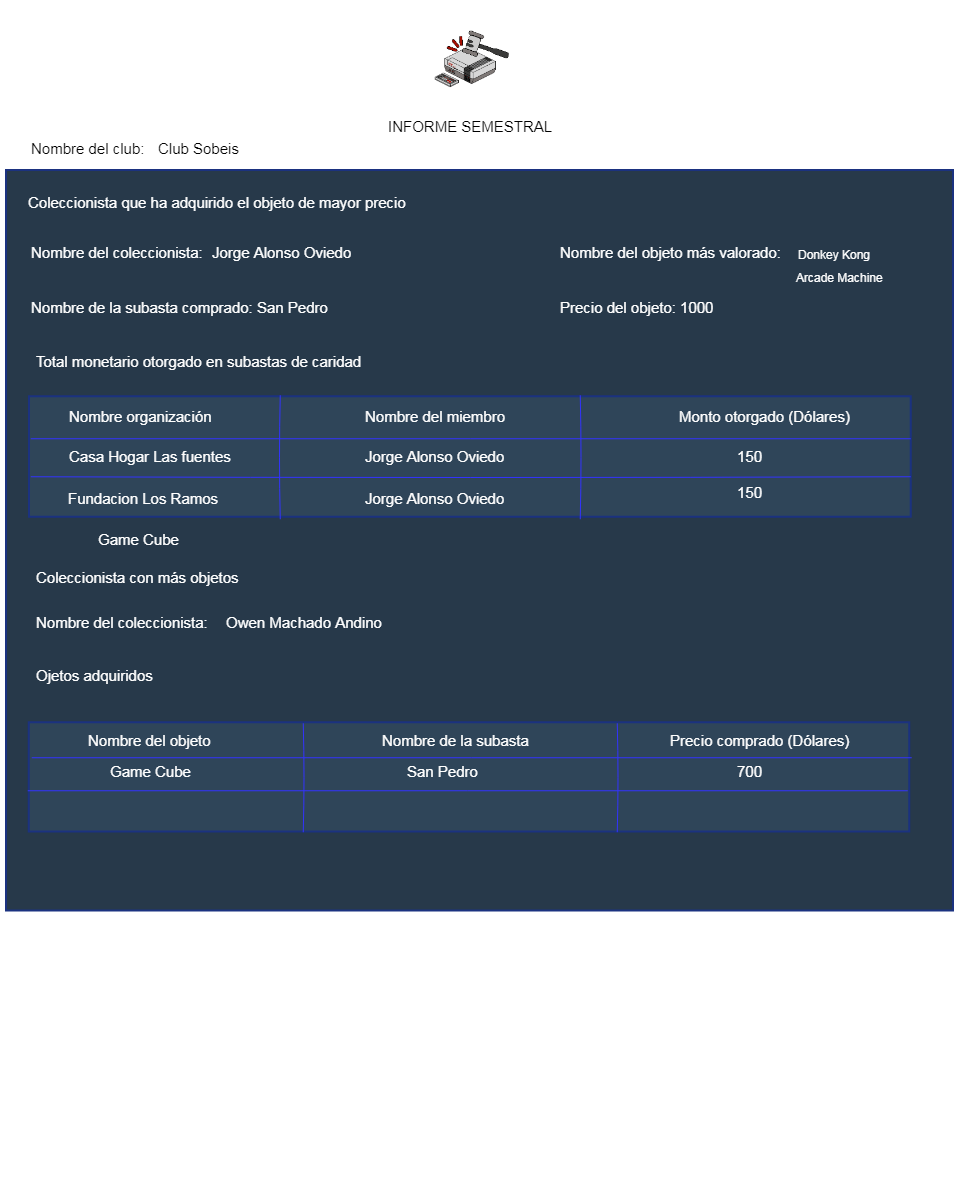 INFORME SEMESTRAL
Nombre del club: Club Sobeis
Coleccionista que ha adquirido el objeto de mayor precio
Nombre del coleccionista: Jorge Alonso Oviedo Nombre del objeto más valorado: Donkey Kong
Arcade Machine
Nombre de la subasta comprado: San Pedro Precio del objeto: 1000
Total monetario otorgado en subastas de caridad
Nombre organización Nombre del miembro Monto otorgado (Dólares)
Casa Hogar Las fuentes Jorge Alonso Oviedo 150
Fundacion Los Ramos Jorge Alonso Oviedo 150
Game Cube
Coleccionista con más objetos
Nombre del coleccionista: Owen Machado Andino
Ojetos adquiridos
Nombre del objeto Nombre de la subasta Precio comprado (Dólares)
Game Cube San Pedro 700